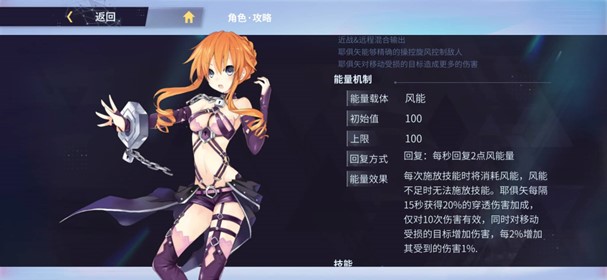 返回
角色·攻略
近战&远程混合输出
耶俱矢能够精确的操控旋风控制敌人
耶俱矢对移动受损的目标造成更多的伤害
能量机制
能量载体 风能
初始值 100
上限 100
回复方式 回复：每秒回复2点风能量
能量效果 每次施放技能时将消耗风能，风能
不足时无法施放技能。耶俱矢每隔
15秒获得20%的穿透伤害加成，
仅对10次伤害有效，同时对移动
受损的目标增加伤害，每2%增加
其受到的伤害1%.
技能